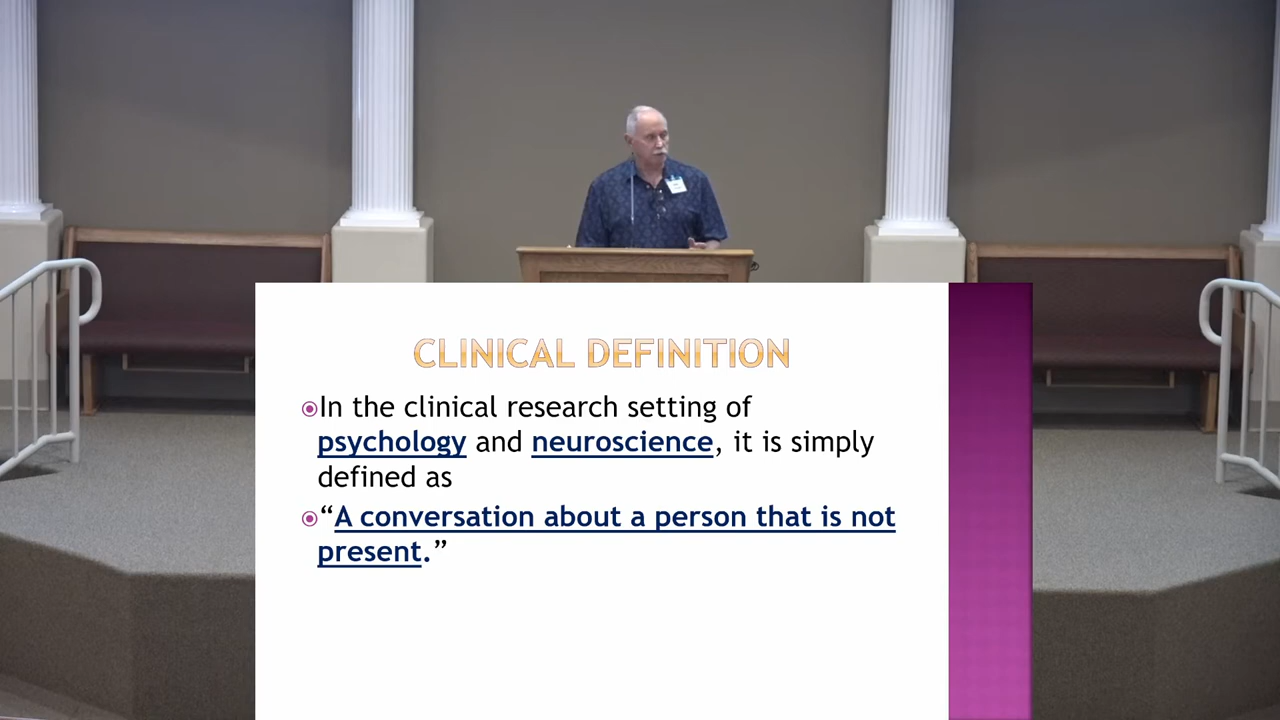 CLINICAL DEFINITION
In the clinical research setting of
psychology and neuroscience, it is simply
defined as
“A conversation about a person that is not
present.”